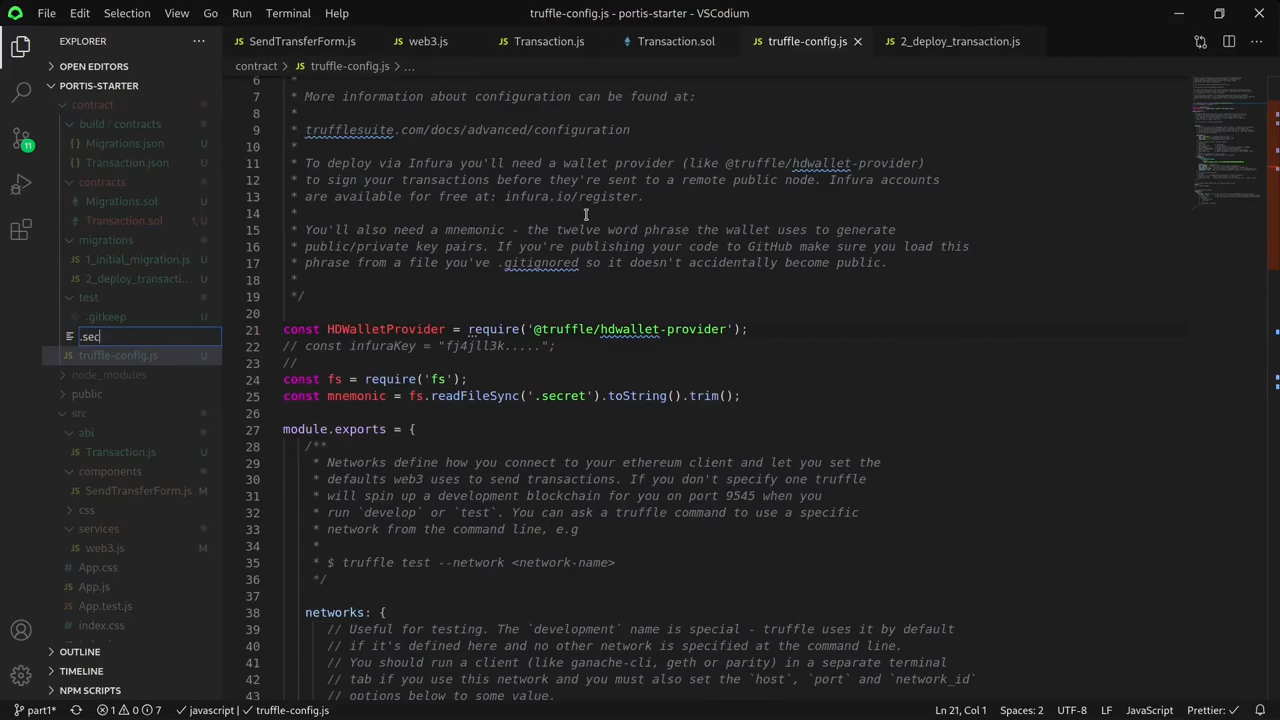 File Edit Selection View Go Run Terminal Help
truffle-config.js - portis-starter - VSCodium
EXPLORER
SendTransferForm.js
web3.js
Transaction.js
Transaction.sol
truffle-config.js
2_deploy_transaction.js
contract > truffle-config.js > ...
OPEN EDITORS
PORTIS-STARTER
contract
build / contracts
Migrations.json U
Transaction.json U
contracts
Migrations.sol U
Transaction.sol 1, U
migrations
1_initial_migration.js U
2_deploy_transacti... U
test
.gitkeep U
.sec
truffle-config.js U
node_modules
public
src
abi
JS Transaction.js U
components
JS SendTransferForm.js M
css
services
JS web3.js M
App.css
JS App.js
JS App.test.js
index.css
OUTLINE
TIMELINE
NPM SCRIPTS
11
6 *
7 * More information about configuration can be found at:
8 *
9 * trufflesuite.com/docs/advanced/configuration
10 *
11 * To deploy via Infura you'll need a wallet provider (like @truffle/hdwallet-provider)
12 * to sign your transactions before they're sent to a remote public node. Infura accounts
13 * are available for free at: infura.io/register.
14 *
15 * You'll also need a mnemonic - the twelve word phrase the wallet uses to generate
16 * public/private key pairs. If you're publishing your code to GitHub make sure you load this
17 * phrase from a file you've .gitignored so it doesn't accidentally become public.
18 *
19 */
20
21 const HDWalletProvider = require('@truffle/hdwallet-provider');
22 // const infuraKey = "fj4jll3k.....";
23 //
24 const fs = require('fs');
25 const mnemonic = fs.readFileSync('.secret').toString().trim();
26
27 module.exports = {
28 /**
29 * Networks define how you connect to your ethereum client and let you set the
30 * defaults web3 uses to send transactions. If you don't specify one truffle
31 * will spin up a development blockchain for you on port 9545 when you
32 * run `develop` or `test`. You can ask a truffle command to use a specific
33 * network from the command line, e.g
34 *
35 * $ truffle test --network <network-name>
36 */
37
38 networks: {
39 // Useful for testing. The `development` name is special - truffle uses it by default
40 // if it's defined here and no other network is specified at the command line.
41 // You should run a client (like ganache-cli, geth or parity) in a separate terminal
42 // tab if you use this network and you must also set the `host`, `port` and `network_id`
43 // options below to some value.
part1* 1 0 7 javascript | truffle-config.js Ln 21, Col 1 Spaces: 2 UTF-8 LF JavaScript Prettier: